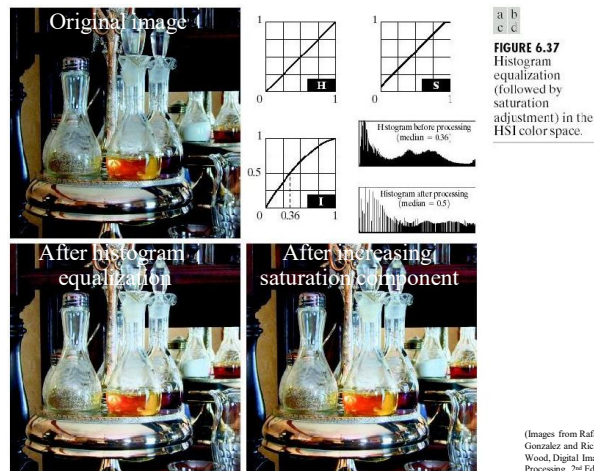 Original image
1
H
0
1
1
S
0
1
0.5
I
0
0.36
1
Histogram before processing
(median = 0.36)
Histogram after processing
(median = 0.5)
a b
c d
FIGURE 6.37
Histogram
equalization
(followed by
saturation
adjustment) in the
HSI color space.
After histogram
equalization
After increasing
saturation component
(Images from Raf
Gonzalez and Ric
Wood, Digital Ima
Processing, 2nd Ed